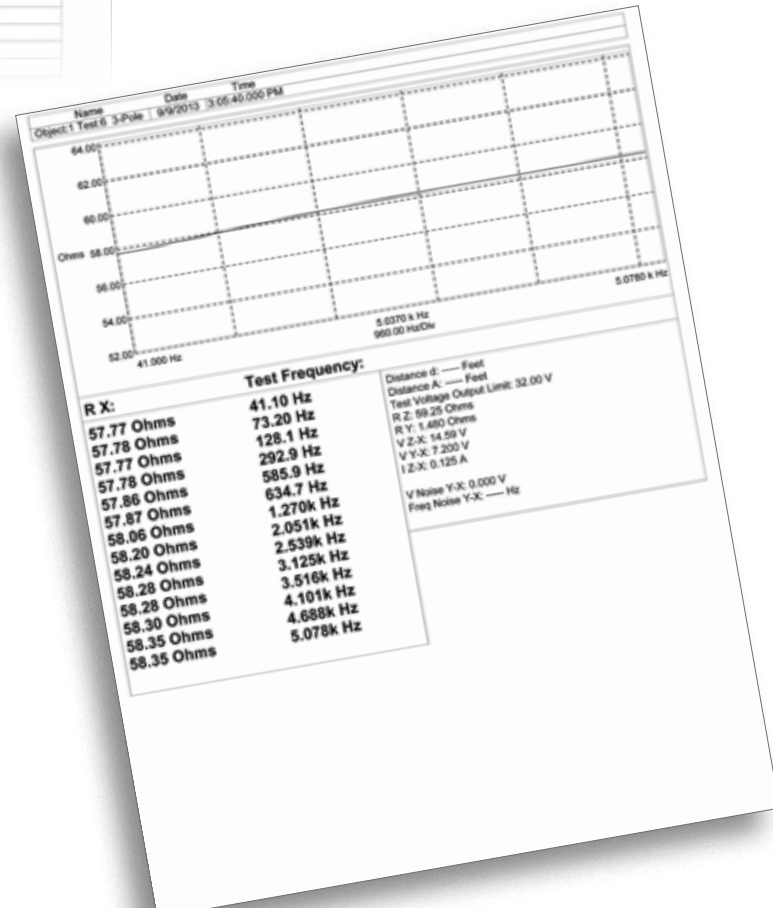 Name Date Time
Object:1 Test:6 3-Pole 9/9/2013 3:05:40.000 PM
64.00
62.00
60.00
Ohms 58.00
56.00
54.00
52.00
41.000 Hz 5.0370 k Hz 5.0780 k Hz
960.00 Hz/Div
R X: Test Frequency:
57.77 Ohms 41.10 Hz
57.78 Ohms 73.20 Hz
57.77 Ohms 128.1 Hz
57.78 Ohms 292.9 Hz
57.86 Ohms 585.9 Hz
57.87 Ohms 634.7 Hz
58.06 Ohms 1.270k Hz
58.20 Ohms 2.051k Hz
58.24 Ohms 2.539k Hz
58.28 Ohms 3.125k Hz
58.28 Ohms 3.516k Hz
58.30 Ohms 4.101k Hz
58.35 Ohms 4.688k Hz
58.35 Ohms 5.078k Hz
Distance d: ---- Feet
Distance A: ---- Feet
Test Voltage Output Limit: 32.00 V
R Z: 59.25 Ohms
R Y: 1.480 Ohms
V Z-X: 14.59 V
V Y-X: 7.200 V
I Z-X: 0.125 A
V Noise Y-X: 0.000 V
Freq Noise Y-X: ---- Hz